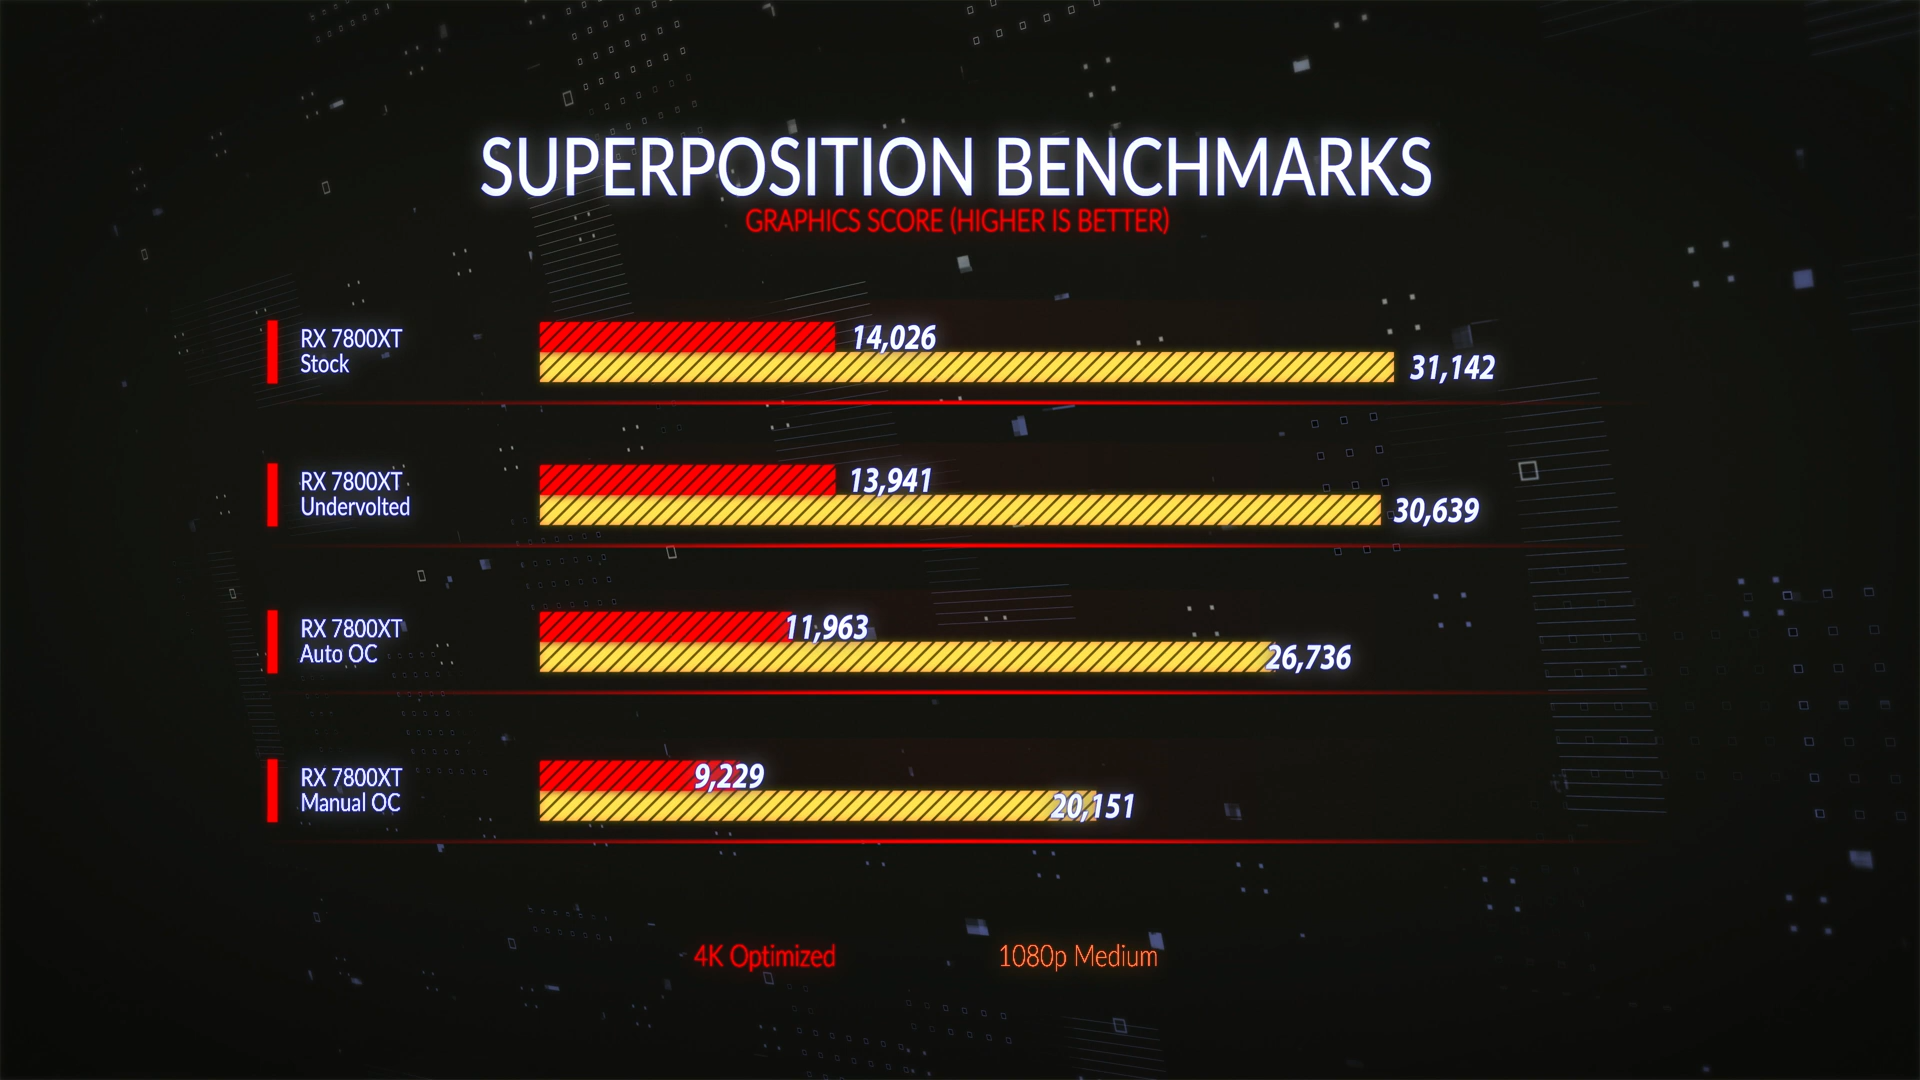 SUPERPOSITION BENCHMARKS
GRAPHICS SCORE (HIGHER IS BETTER)
RX 7800XT
Stock
14,026
31,142
RX 7800XT
Undervolted
13,941
30,639
RX 7800XT
Auto OC
11,963
26,736
RX 7800XT
Manual OC
9,229
20,151
4K Optimized
1080p Medium